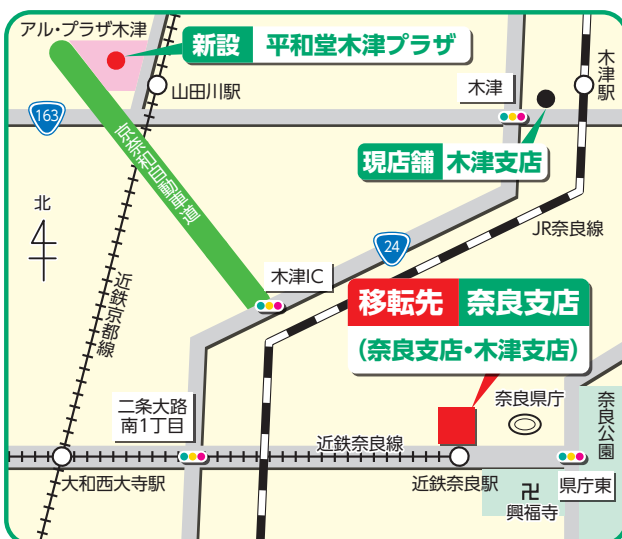 アル・プラザ木津
新設 平和堂木津プラザ
山田川駅
木津
木津駅
163
現店舗 木津支店
京奈和自動車道
北
24
JR奈良線
木津IC
近鉄京都線
移転先 奈良支店
(奈良支店・木津支店)
二条大路
南1丁目
奈良県庁
奈良公園
近鉄奈良線
大和西大寺駅
近鉄奈良駅
県庁東
卍
興福寺